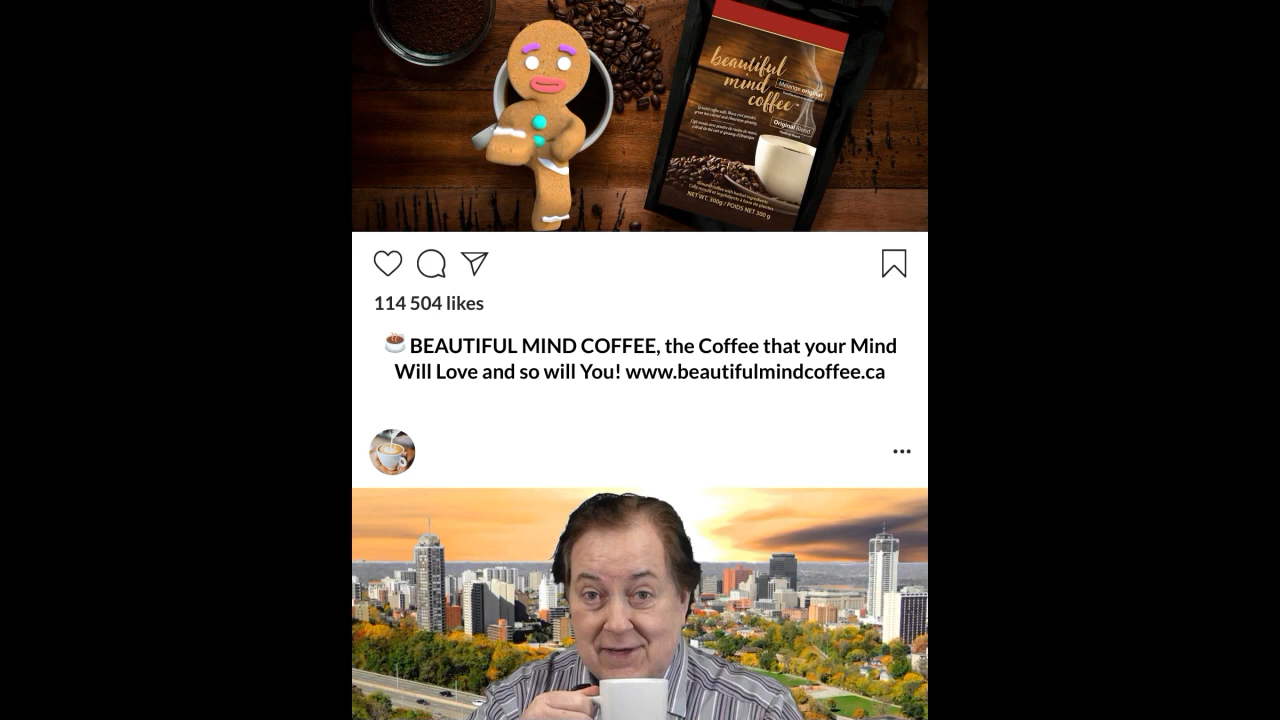 beautiful
mind
coffee™
Mélange original
Original Blend
NET WT. 300g / POIDS NET 300 g
114 504 likes
BEAUTIFUL MIND COFFEE, the Coffee that your Mind
Will Love and so will You! www.beautifulmindcoffee.ca